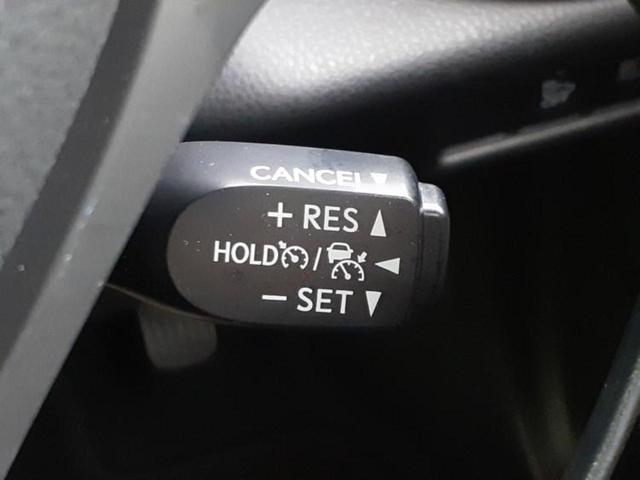 CANCEL▼
+ RES ▲
HOLD / ◀
− SET ▼